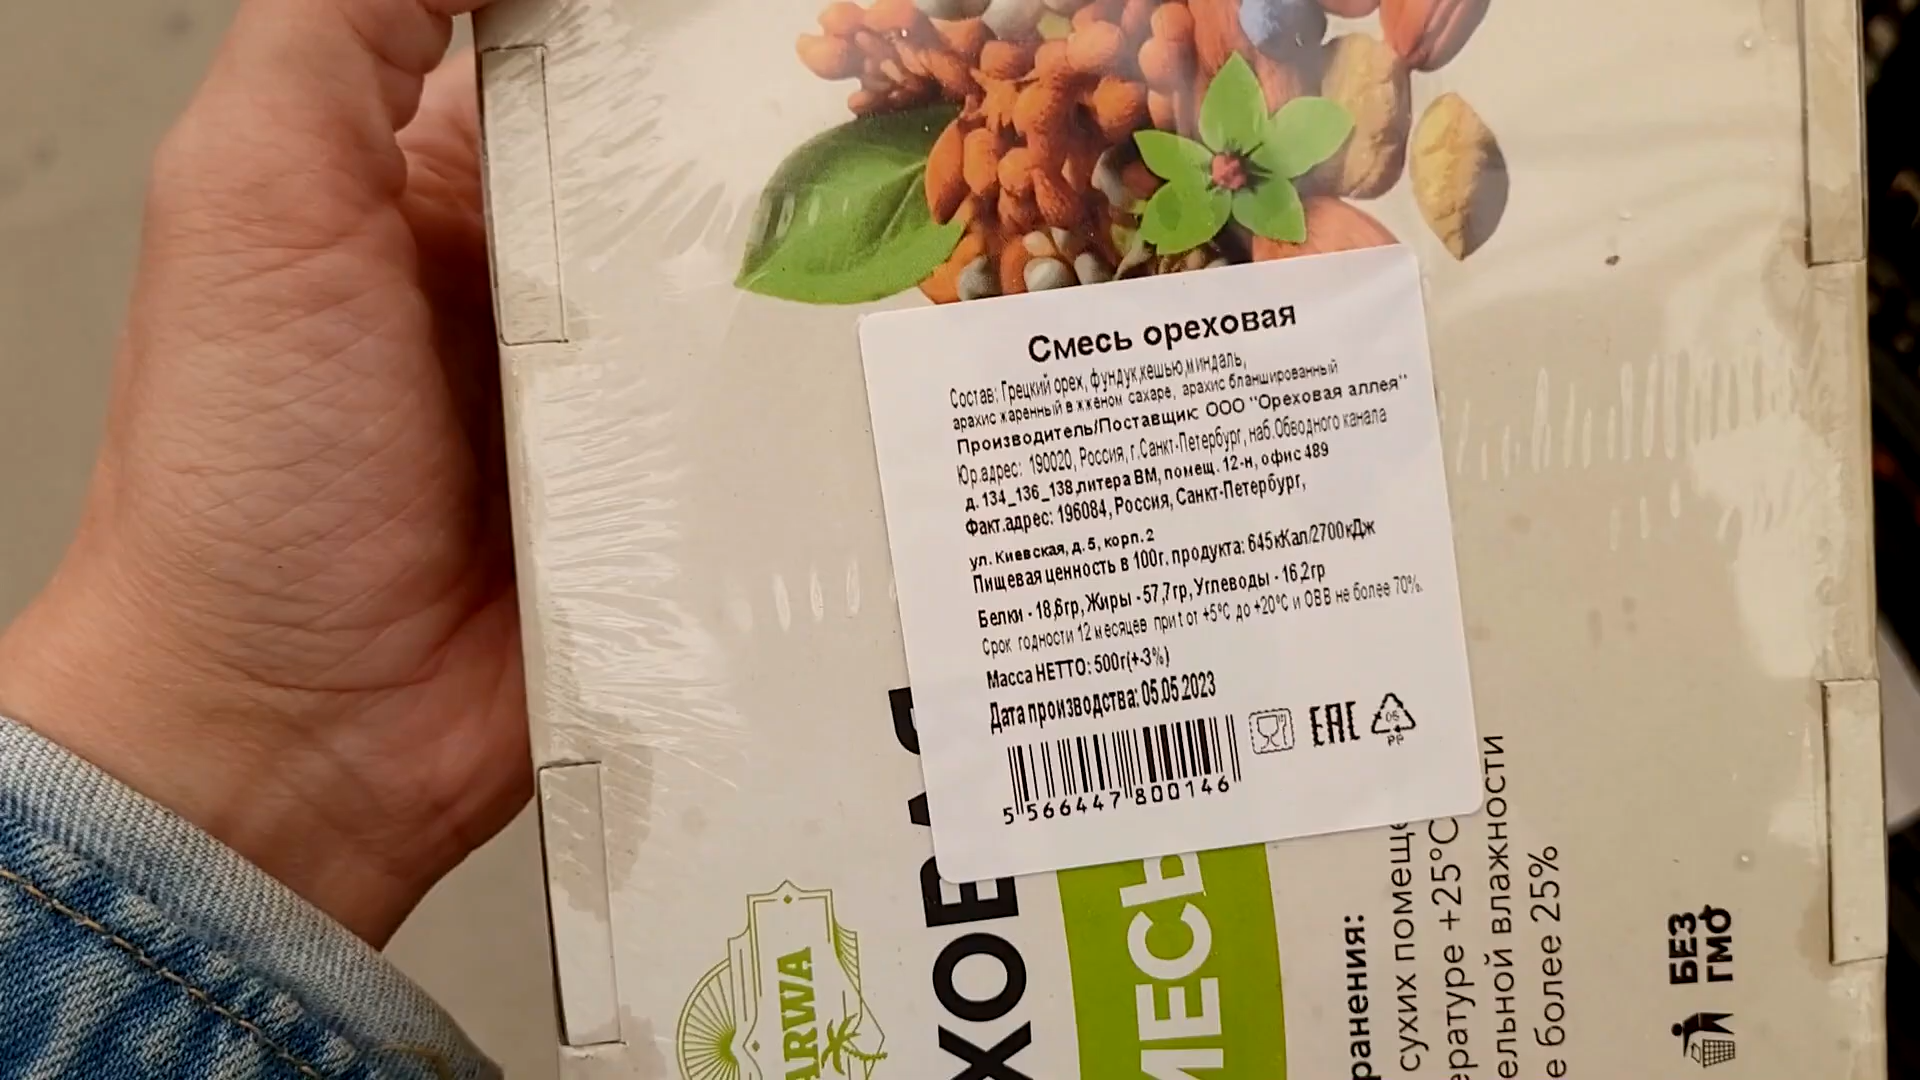 Смесь ореховая
Состав: Грецкий орех, фундук,кешью,миндаль,
арахис жаренный в жжёном сахаре, арахис бланшированный
Производитель/Поставщик: ООО "Ореховая аллея"
Юр.адрес: 190020, Россия, г.Санкт-Петербург, наб.Обводного канала
д. 134_136_138,литера ВМ, помещ. 12-н, офис 489
Факт.адрес: 196084, Россия, Санкт-Петербург,
ул. Киевская, д. 5, корп. 2
Пищевая ценность в 100г. продукта: 645кКал/2700кДж
Белки - 18,6гр, Жиры - 57,7гр, Углеводы - 16,2гр
Срок годности 12 месяцев при t от +5°С до +20°С и ОВВ не более 70%.
Масса НЕТТО: 500г(+-3%)
Дата производства: 05.05.2023
5 566447 800146
ЕАС
05
PP
ARWA
ХОВАЯ
МЕСЬ
ранения:
сухих помеще
ературе +25°С
ельной влажности
е более 25%
БЕЗ
ГМО